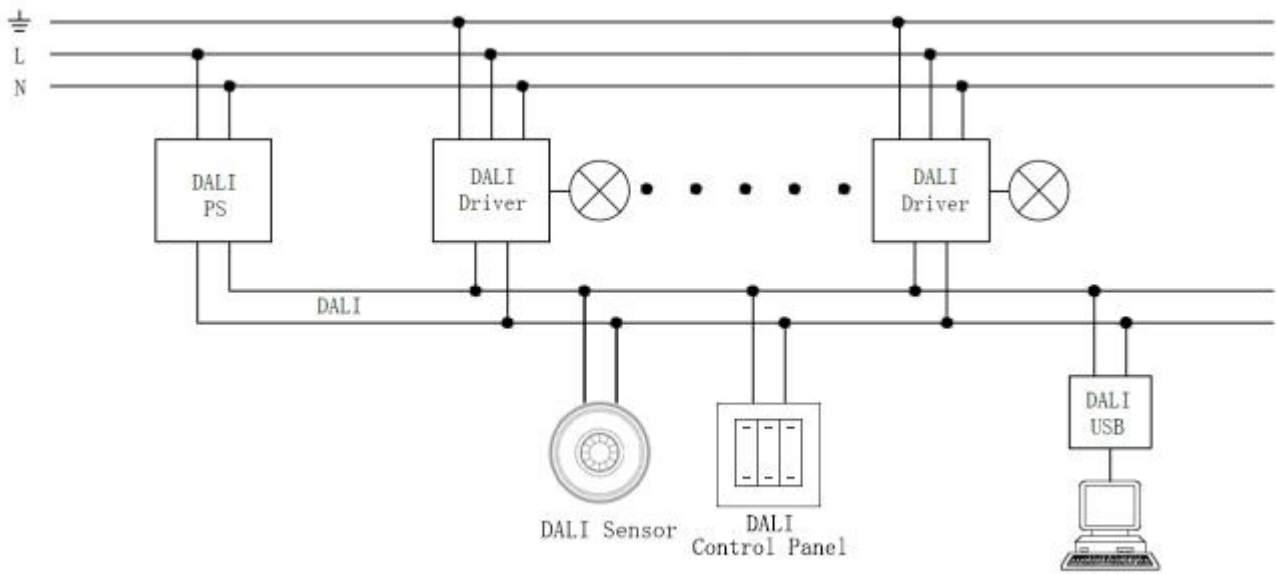 L
N
DALI
PS
DALI
Driver
DALI
Driver
DALI
DALI
USB
DALI Sensor
DALI
Control Panel